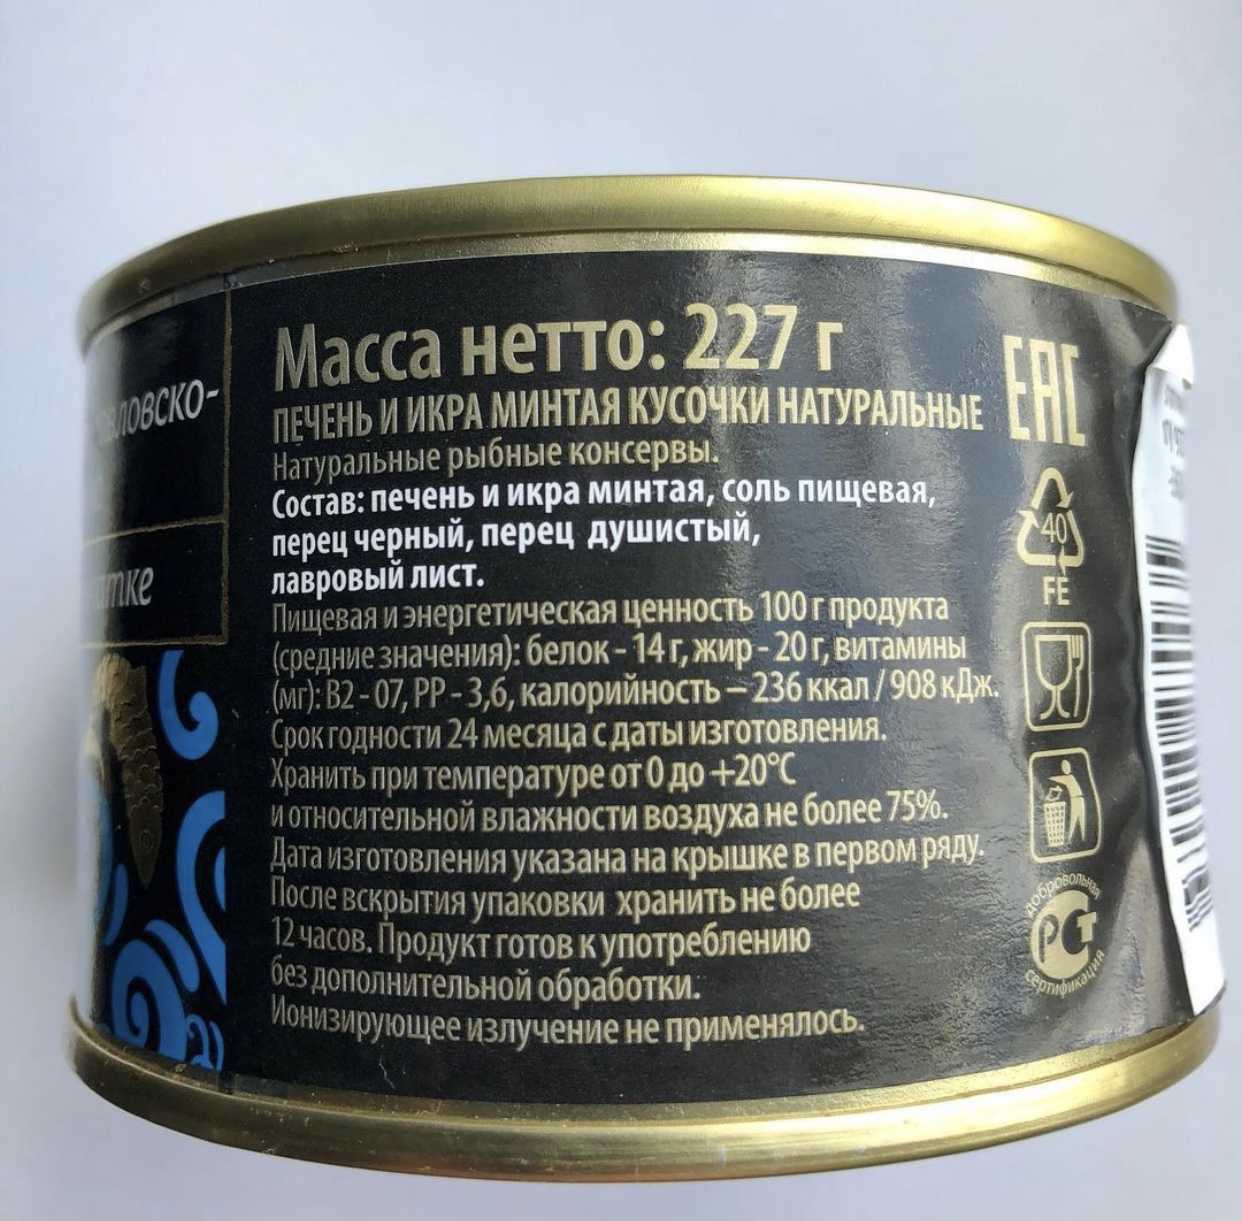 Масса нетто: 227 г
ПЕЧЕНЬ И ИКРА МИНТАЯ КУСОЧКИ НАТУРАЛЬНЫЕ
Натуральные рыбные консервы.
Состав: печень и икра минтая, соль пищевая,
перец черный, перец душистый,
лавровый лист.
Пищевая и энергетическая ценность 100 г продукта
(средние значения): белок - 14 г, жир - 20 г, витамины
(мг): В2 - 07, РР - 3,6, калорийность – 236 ккал / 908 кДж.
Срок годности 24 месяца с даты изготовления.
Хранить при температуре от 0 до +20°С
и относительной влажности воздуха не более 75%.
Дата изготовления указана на крышке в первом ряду.
После вскрытия упаковки хранить не более
12 часов. Продукт готов к употреблению
без дополнительной обработки.
Ионизирующее излучение не применялось.
ЕАС
40
FE
добровольная
РСТ
сертификация